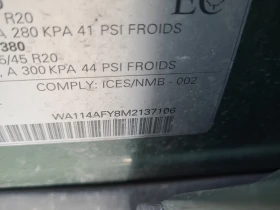 R20
A 280 KPA 41 PSI FROIDS
380
5/45 R20
, A 300 KPA 44 PSI FROIDS
EC
COMPLY: ICES/NMB - 002
WA114AFY8M2137106